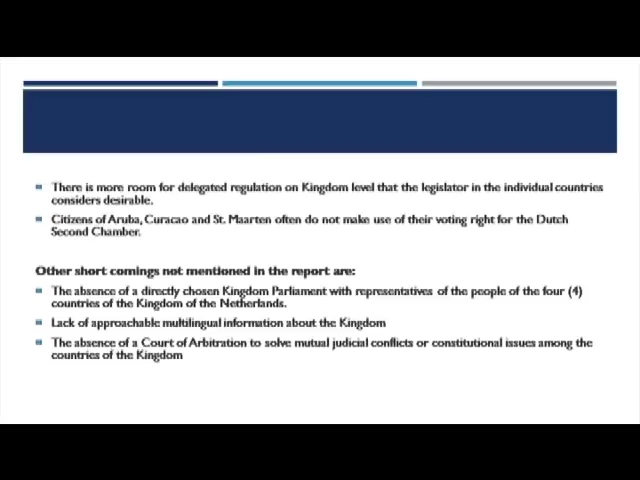 There is more room for delegated regulation on Kingdom level that the legislator in the individual countries
considers desirable.
Citizens of Aruba, Curacao and St. Maarten often do not make use of their voting right for the Dutch
Second Chamber.
Other short comings not mentioned in the report are:
The absence of a directly chosen Kingdom Parliament with representatives of the people of the four (4)
countries of the Kingdom of the Netherlands.
Lack of approachable multilingual information about the Kingdom
The absence of a Court of Arbitration to solve mutual judicial conflicts or constitutional issues among the
countries of the Kingdom